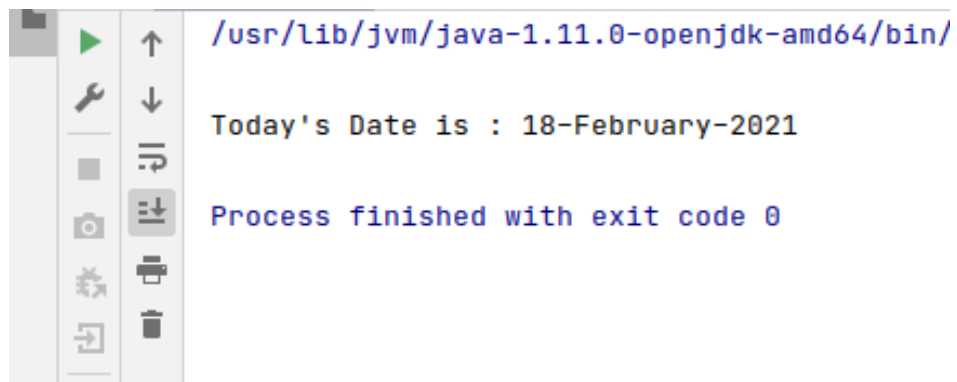 /usr/lib/jvm/java-1.11.0-openjdk-amd64/bin/
Today's Date is : 18-February-2021
Process finished with exit code 0